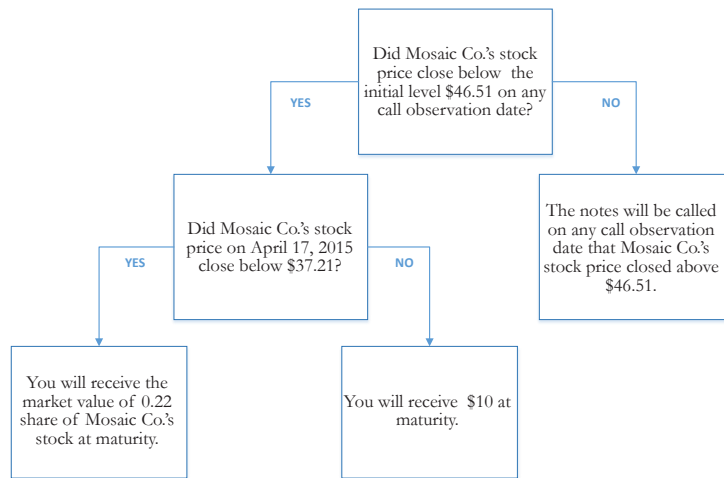 Did Mosaic Co.'s stock
price close below the
initial level $46.51 on any
call observation date?
YES
NO
Did Mosaic Co.'s stock
price on April 17, 2015
close below $37.21?
The notes will be called
on any call observation
date that Mosaic Co.'s
stock price closed above
$46.51.
YES
NO
You will receive the
market value of 0.22
share of Mosaic Co.'s
stock at maturity.
You will receive $10 at
maturity.